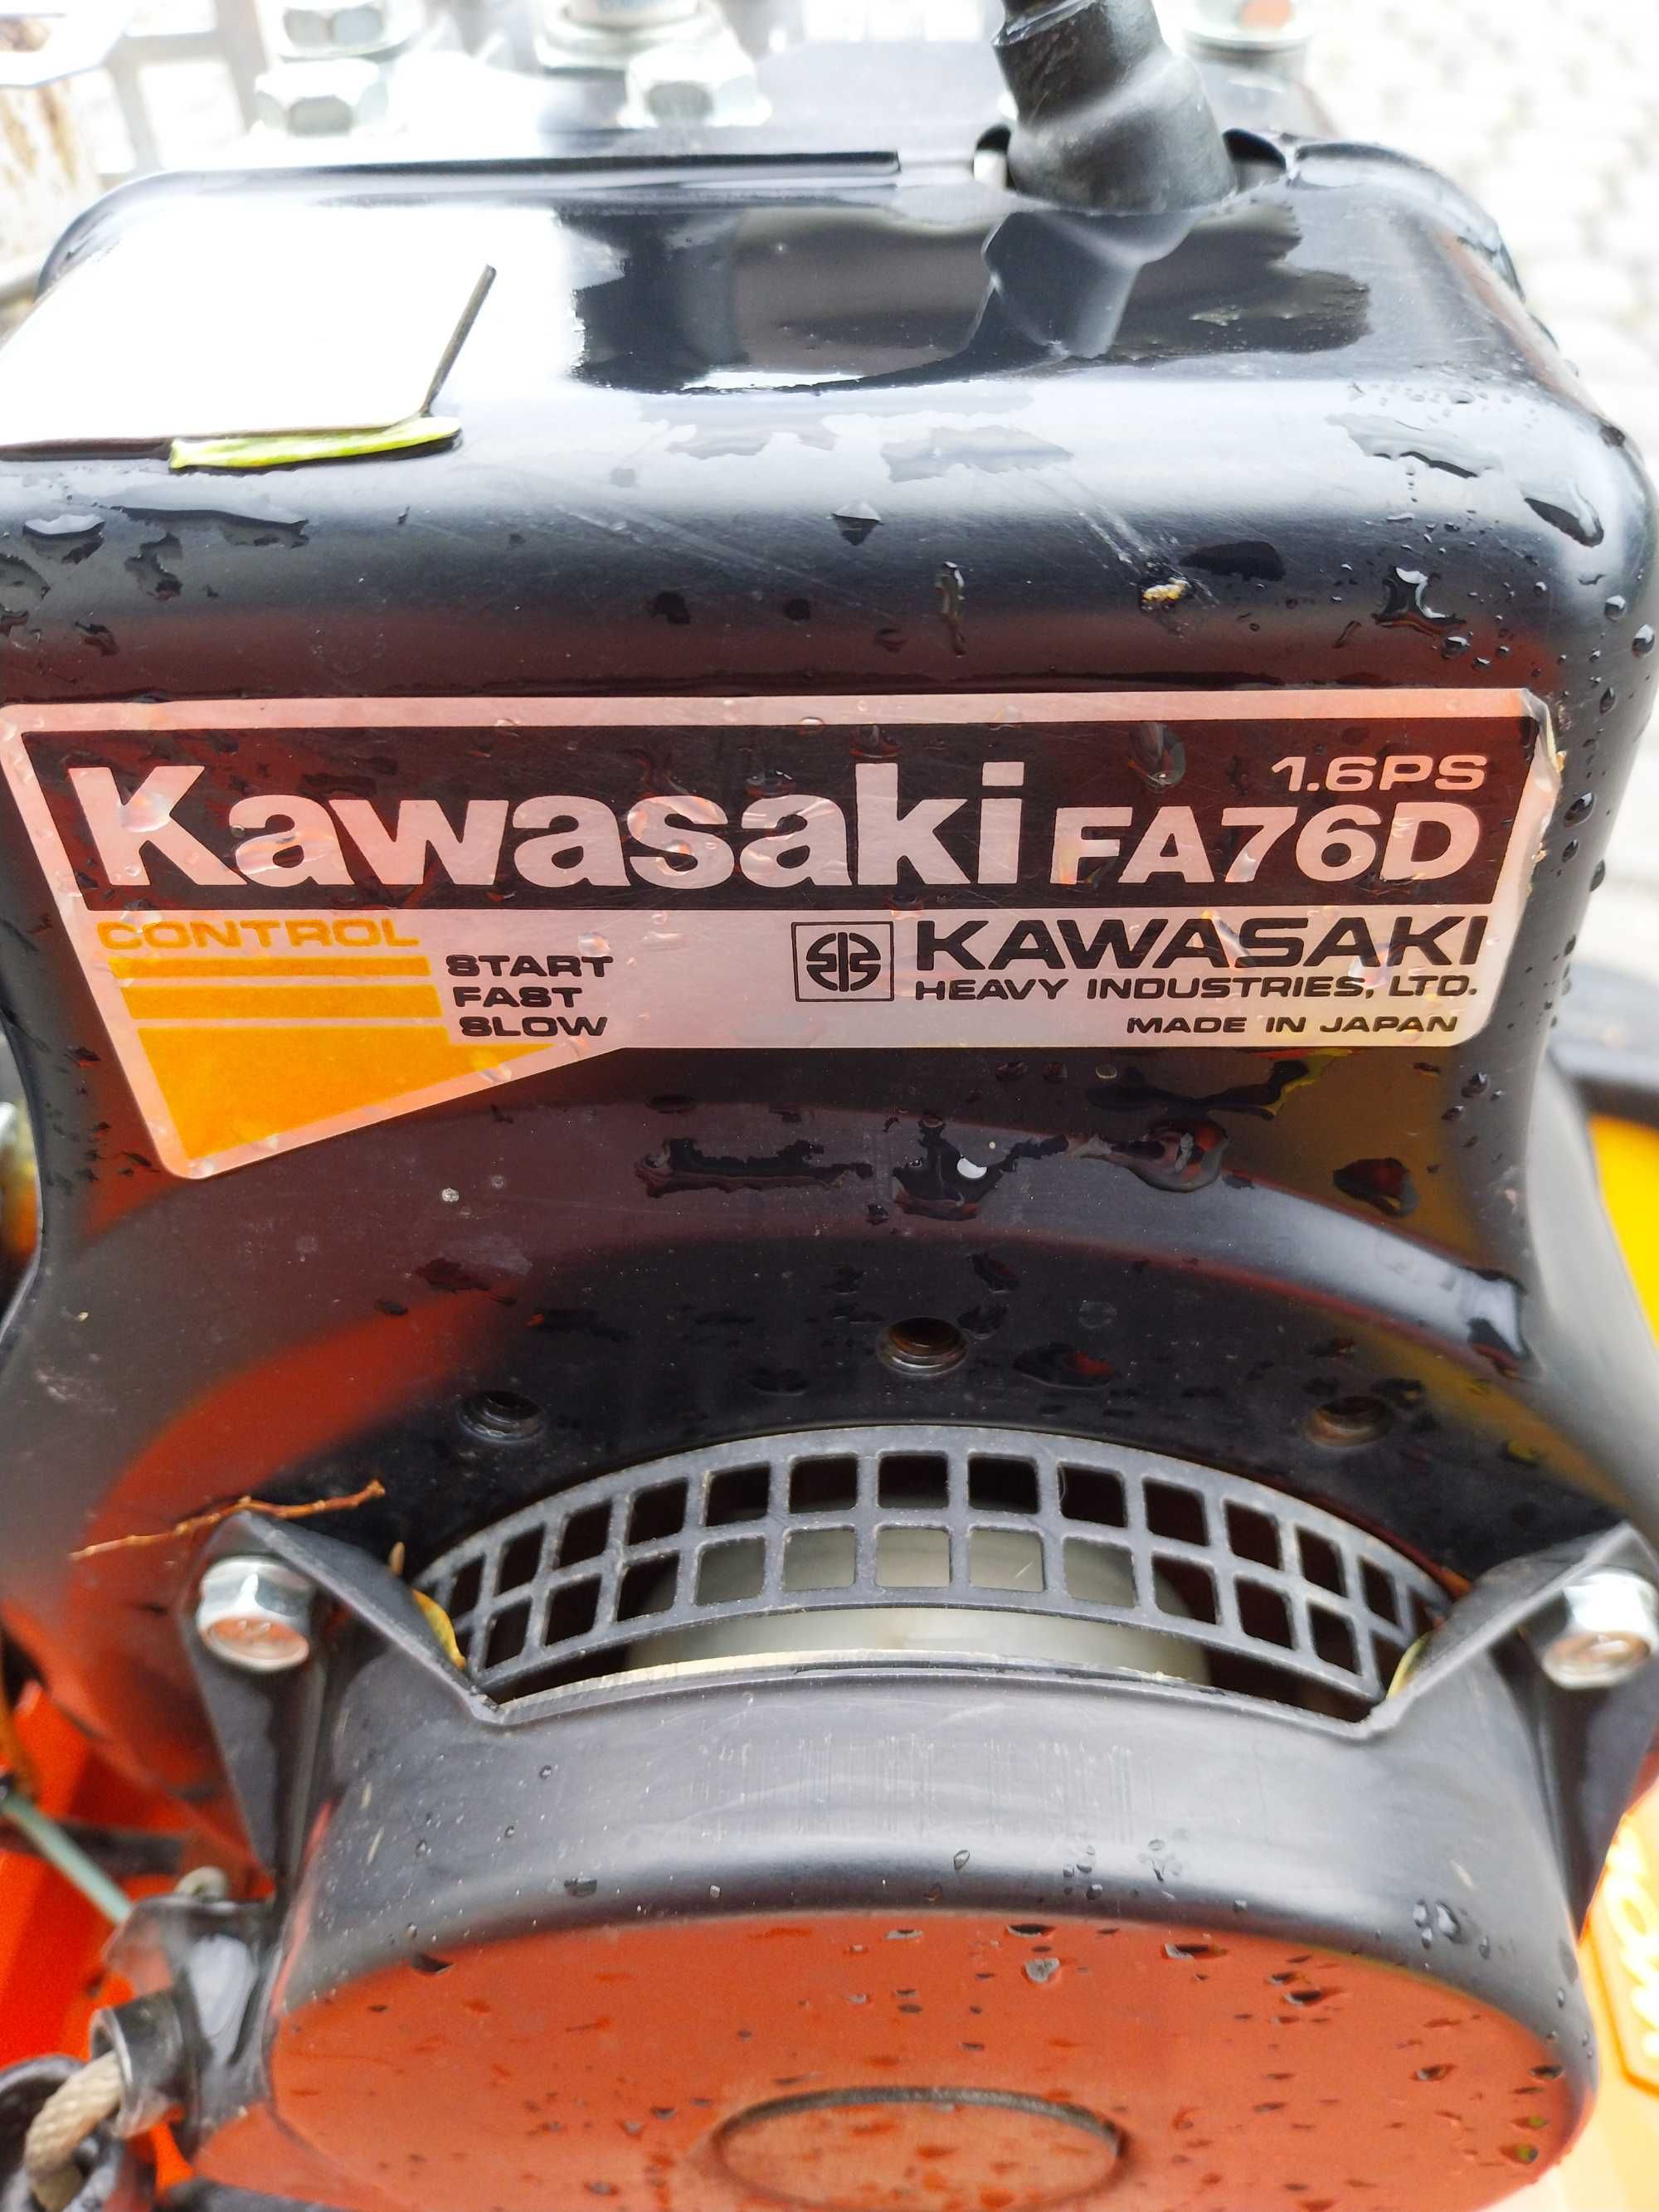 1.6PS
Kawasaki FA76D
CONTROL
START
FAST
SLOW
KAWASAKI
HEAVY INDUSTRIES, LTD.
MADE IN JAPAN